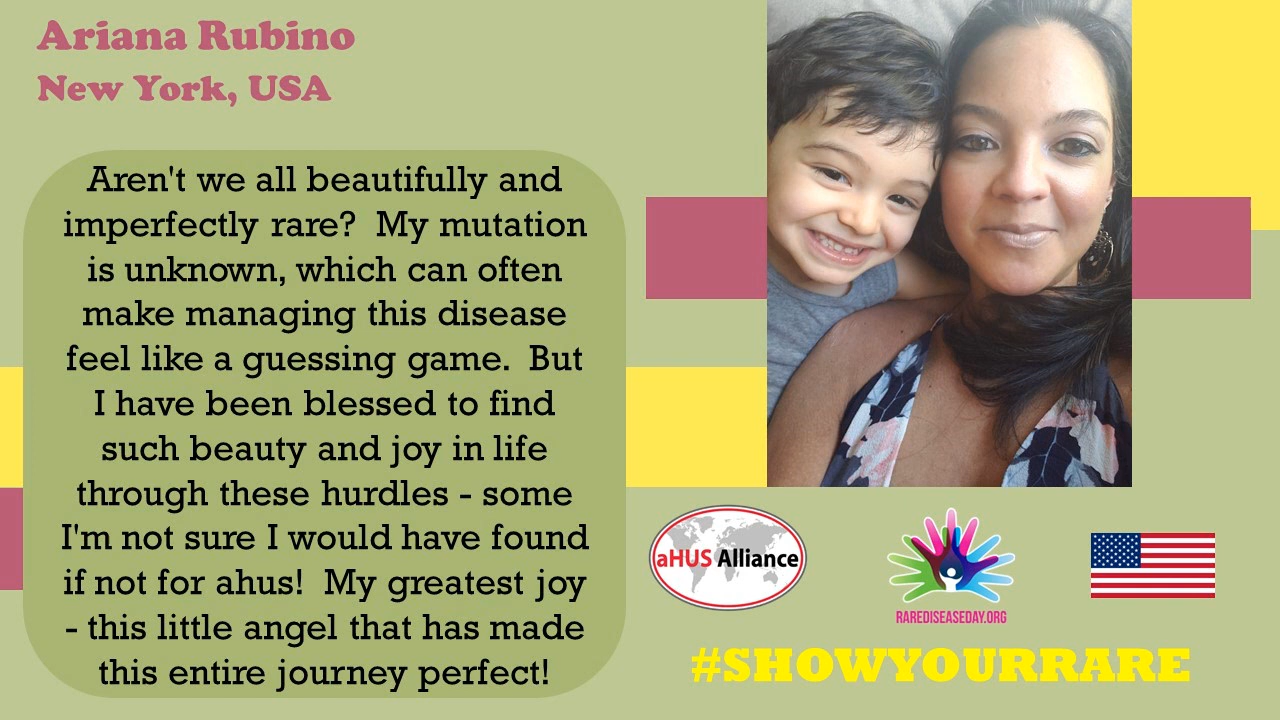 Ariana Rubino
New York, USA
Aren't we all beautifully and
imperfectly rare?  My mutation
is unknown, which can often
make managing this disease
feel like a guessing game.  But
I have been blessed to find
such beauty and joy in life
through these hurdles - some
I'm not sure I would have found
if not for ahus!  My greatest joy
- this little angel that has made
this entire journey perfect!
aHUS Alliance
RAREDISEASEDAY.ORG
#SHOWYOURRARE